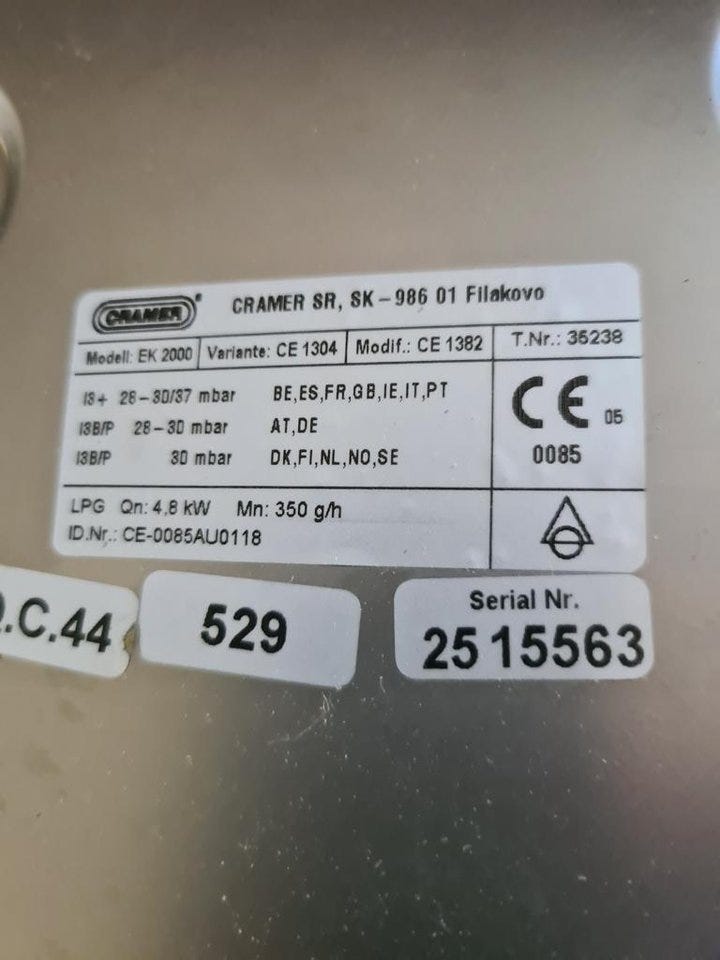 CRAMER® CRAMER SR, SK-986 01 Filakovo
Modell: EK 2000 Variante: CE 1304 Modif.: CE 1382 T.Nr.: 35238
I3+ 28-30/37 mbar BE,ES,FR,GB,IE,IT,PT
I3B/P 28-30 mbar AT,DE
I3B/P 30 mbar DK,FI,NL,NO,SE
CE 05
0085
LPG Qn: 4,8 kW Mn: 350 g/h
ID.Nr.: CE-0085AU0118
.C.44
529
Serial Nr.
2515563